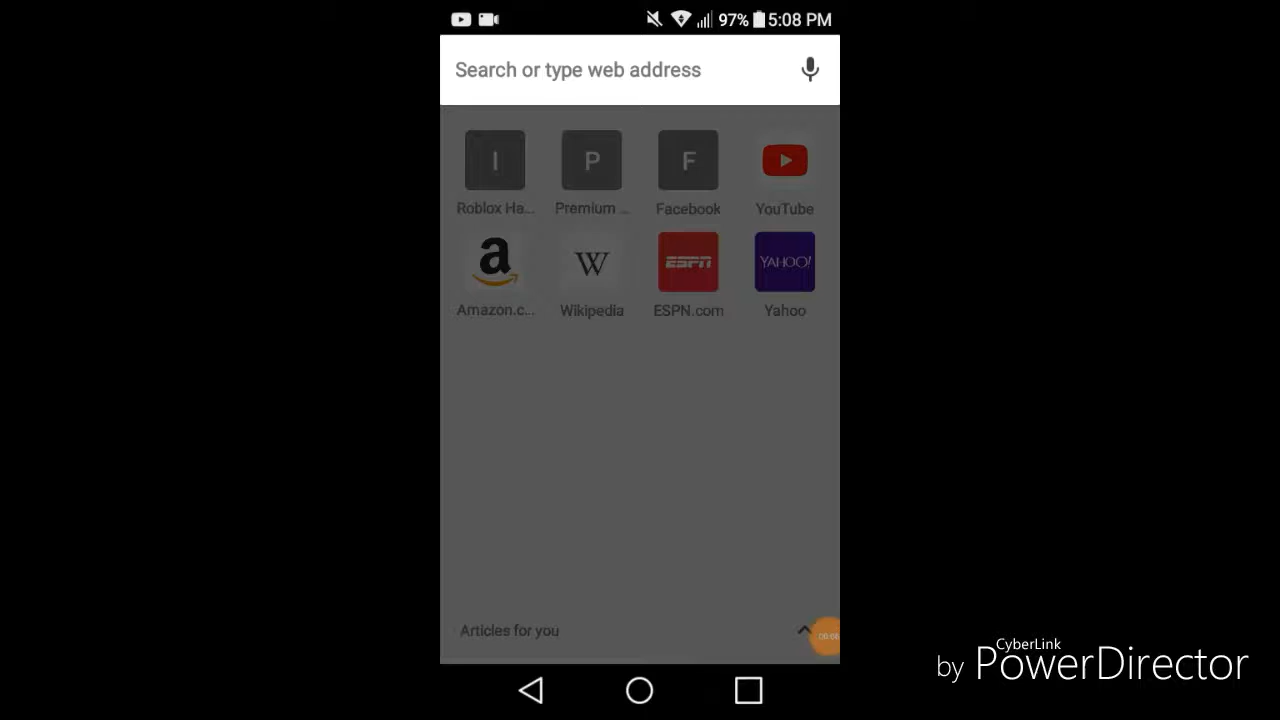 97% 5:08 PM
Search or type web address
I P F
Roblox Ha... Premium ... Facebook YouTube
a W ESPN YAHOO!
Amazon.c... Wikipedia ESPN.com Yahoo
Articles for you
CyberLink
by PowerDirector